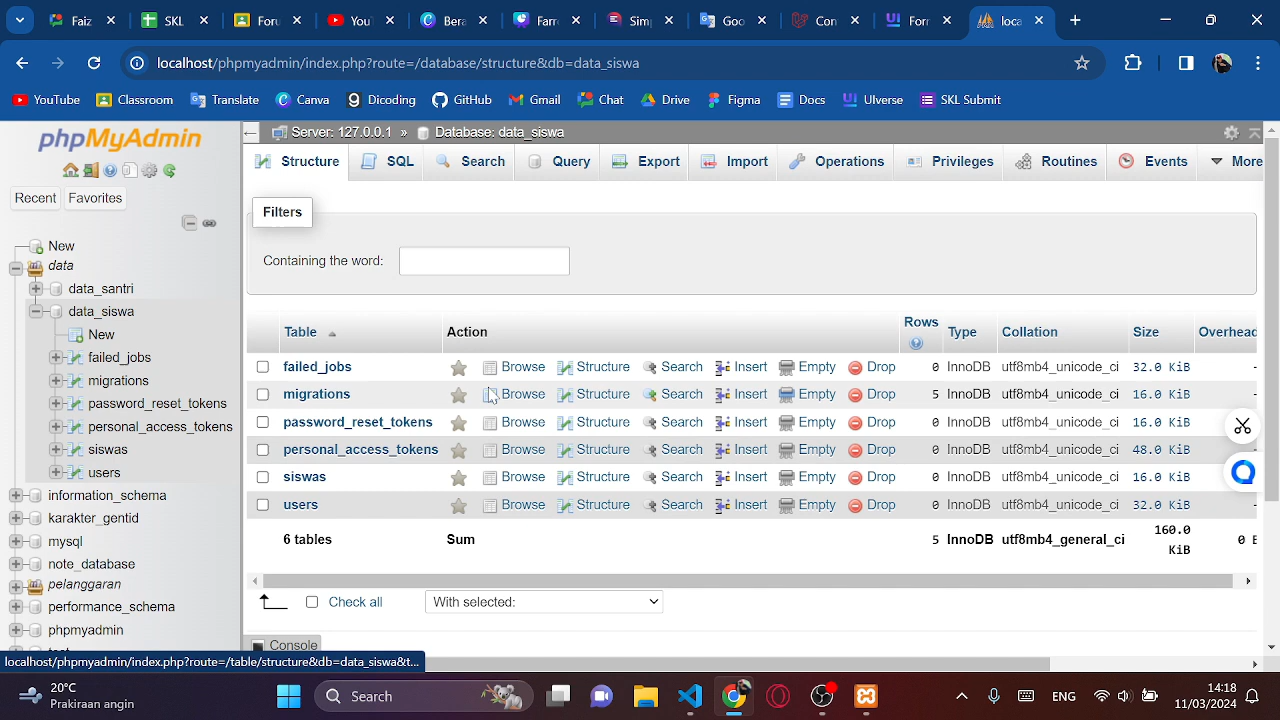 Faiz
SKL
Foru
You
Bera
Farr
Sim
Goo
Con
Forr
loca
localhost/phpmyadmin/index.php?route=/database/structure&db=data_siswa
YouTube Classroom Translate Canva Dicoding GitHub Gmail Chat Drive Figma Docs UIverse SKL Submit
phpMyAdmin
Recent Favorites
New
data
data_santri
data_siswa
New
failed_jobs
migrations
password_reset_tokens
personal_access_tokens
siswas
users
information_schema
karakter_gentid
mysql
note_database
pelanggaran
performance_schema
phpmyadmin
Server: 127.0.0.1 » Database: data_siswa
Structure SQL Search Query Export Import Operations Privileges Routines Events More
Filters
Containing the word:
Table Action Rows Type Collation Size Overhead
failed_jobs Browse Structure Search Insert Empty Drop 0 InnoDB utf8mb4_unicode_ci 32.0 KiB -
migrations Browse Structure Search Insert Empty Drop 5 InnoDB utf8mb4_unicode_ci 16.0 KiB -
password_reset_tokens Browse Structure Search Insert Empty Drop 0 InnoDB utf8mb4_unicode_ci 16.0 KiB -
personal_access_tokens Browse Structure Search Insert Empty Drop 0 InnoDB utf8mb4_unicode_ci 48.0 KiB -
siswas Browse Structure Search Insert Empty Drop 0 InnoDB utf8mb4_unicode_ci 16.0 KiB -
users Browse Structure Search Insert Empty Drop 0 InnoDB utf8mb4_unicode_ci 32.0 KiB -
6 tables Sum 5 InnoDB utf8mb4_general_ci 160.0 KiB 0 B
Check all With selected:
Console
localhost/phpmyadmin/index.php?route=/table/structure&db=data_siswa&t...
20°C
Prakiraan angin
Search
ENG
14:18
11/03/2024